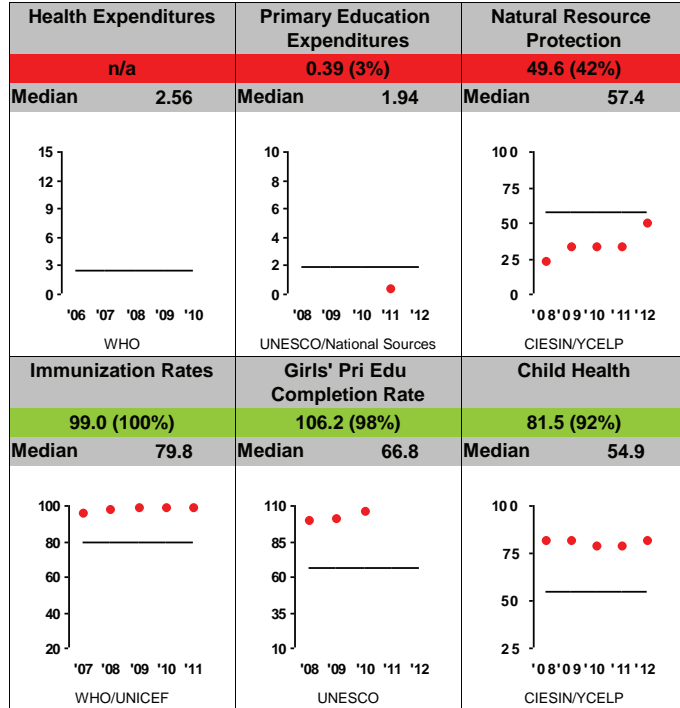 Health Expenditures
n/a
Median 2.56
15
12
9
6
3
0
'06 '07 '08 '09 '10
WHO
Primary Education
Expenditures
0.39 (3%)
Median 1.94
10
8
6
4
2
0
'08 '09 '10 '11 '12
UNESCO/National Sources
Natural Resource
Protection
49.6 (42%)
Median 57.4
100
75
50
25
0
'08 '09 '10 '11 '12
CIESIN/YCELP
Immunization Rates
99.0 (100%)
Median 79.8
100
80
60
40
20
'07 '08 '09 '10 '11
WHO/UNICEF
Girls' Pri Edu
Completion Rate
106.2 (98%)
Median 66.8
110
85
60
35
10
'08 '09 '10 '11 '12
UNESCO
Child Health
81.5 (92%)
Median 54.9
100
75
50
25
'08 '09 '10 '11 '12
CIESIN/YCELP